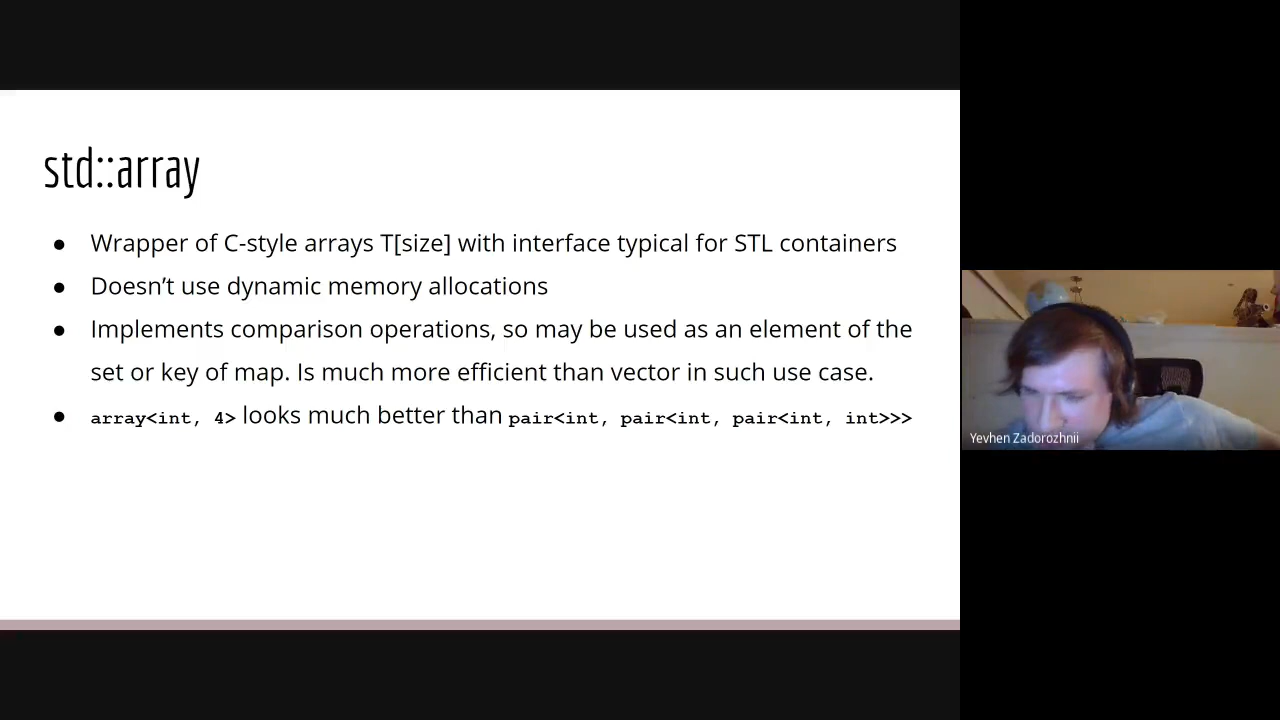 std::array
● Wrapper of C-style arrays T[size] with interface typical for STL containers
● Doesn’t use dynamic memory allocations
● Implements comparison operations, so may be used as an element of the
set or key of map. Is much more efficient than vector in such use case.
● array<int, 4> looks much better than pair<int, pair<int, pair<int, int>>>
Yevhen Zadorozhnii